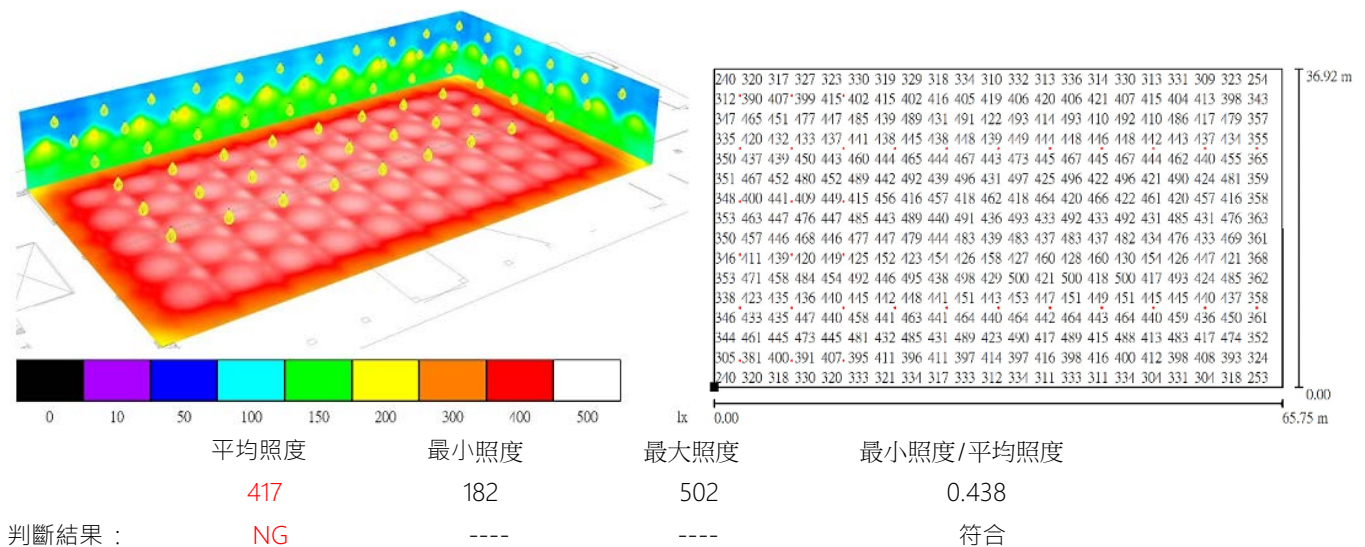 240 320 317 327 323 330 319 329 318 334 310 332 313 336 314 330 313 331 309 323 254
36.92 m
312 390 407 399 415 402 415 402 416 405 419 406 420 406 421 407 415 404 413 398 343
347 465 451 477 447 485 439 489 431 491 422 493 414 493 410 492 410 486 417 479 357
335 420 432 433 437 441 438 445 438 448 439 449 444 448 446 448 442 443 437 434 355
350 437 439 450 443 460 444 465 444 467 443 473 445 467 445 467 444 462 440 455 365
351 467 452 480 452 489 442 492 439 496 431 497 425 496 422 496 421 490 424 481 359
348 400 441 409 449 415 456 416 457 418 462 418 464 420 466 422 461 420 457 416 358
353 463 447 476 447 485 443 489 440 491 436 493 433 492 433 492 431 485 431 476 363
350 457 446 468 446 477 447 479 444 483 439 483 437 483 437 482 434 476 433 469 361
346 411 439 420 449 425 452 423 454 426 458 427 460 428 460 430 454 426 447 421 368
353 471 458 484 454 492 446 495 438 498 429 500 421 500 418 500 417 493 424 485 362
338 423 435 436 440 445 442 448 441 451 443 453 447 451 449 451 445 445 440 437 358
346 433 435 447 440 458 441 463 441 464 440 464 442 464 443 464 440 459 436 450 361
344 461 445 473 445 481 432 485 431 489 423 490 417 489 415 488 413 483 417 474 352
305 381 400 391 407 395 411 396 411 397 414 397 416 398 416 400 412 398 408 393 324
240 320 318 330 320 333 321 334 317 333 312 334 311 333 311 334 304 331 304 318 253
0.00
0 10 50 100 150 200 300 400 500 lx
0.00 65.75 m
平均照度 最小照度 最大照度 最小照度/平均照度
417 182 502 0.438
判斷結果 : NG ---- ---- 符合